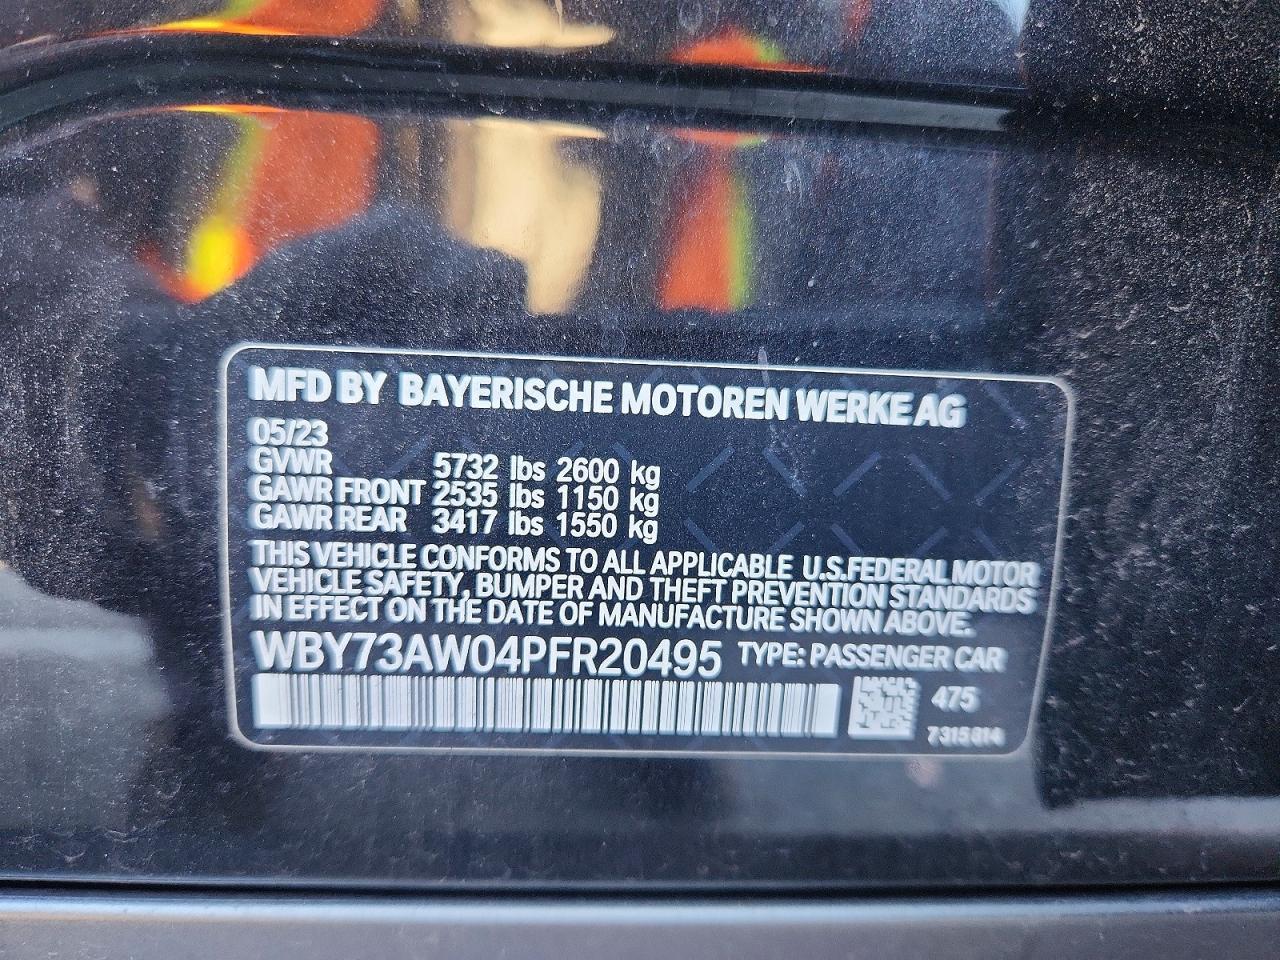 MFD BY BAYERISCHE MOTOREN WERKE AG
05/23
GVWR 5732 lbs 2600 kg
GAWR FRONT 2535 lbs 1150 kg
GAWR REAR 3417 lbs 1550 kg
THIS VEHICLE CONFORMS TO ALL APPLICABLE U.S.FEDERAL MOTOR
VEHICLE SAFETY, BUMPER AND THEFT PREVENTION STANDARDS
IN EFFECT ON THE DATE OF MANUFACTURE SHOWN ABOVE.
WBY73AW04PFR20495 TYPE: PASSENGER CAR
475
7315814